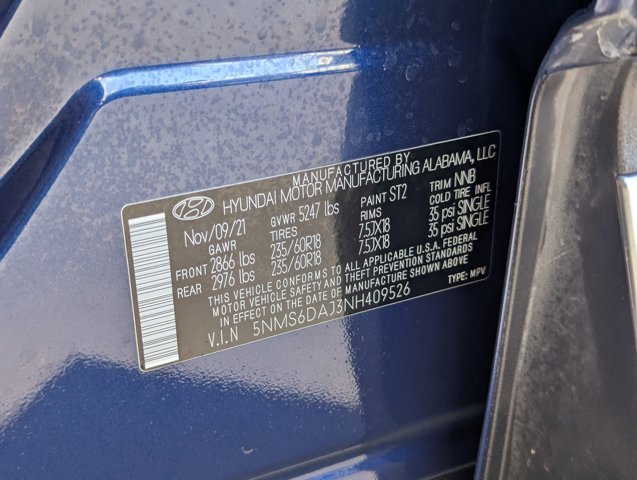 MANUFACTURED BY
HYUNDAI MOTOR MANUFACTURING ALABAMA, LLC
Nov/09/21 GVWR 5247 lbs PAINT ST2 TRIM NNB
GAWR TIRES RIMS COLD TIRE INFL
FRONT 2866 lbs 235/60R18 7.5JX18 35 psi SINGLE
REAR 2976 lbs 235/60R18 7.5JX18 35 psi SINGLE
THIS VEHICLE CONFORMS TO ALL APPLICABLE U.S.A. FEDERAL
MOTOR VEHICLE SAFETY AND THEFT PREVENTION STANDARDS
IN EFFECT ON THE DATE OF MANUFACTURE SHOWN ABOVE
V.I.N 5NMS6DAJ3NH409526 TYPE: MPV